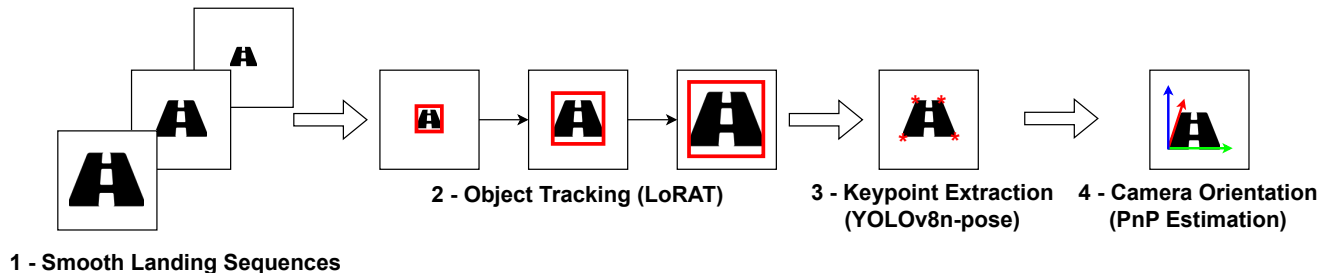 1 - Smooth Landing Sequences
2 - Object Tracking (LoRAT)
3 - Keypoint Extraction
(YOLOv8n-pose)
4 - Camera Orientation
(PnP Estimation)